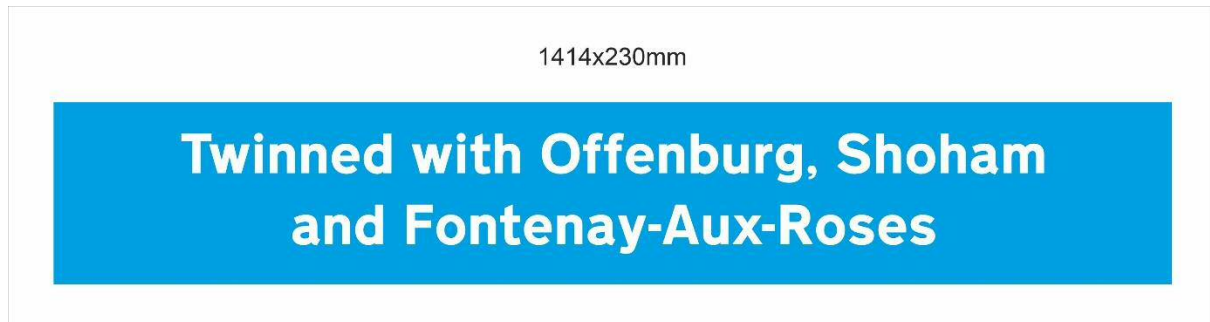 1414x230mm
Twinned with Offenburg, Shoham
and Fontenay-Aux-Roses